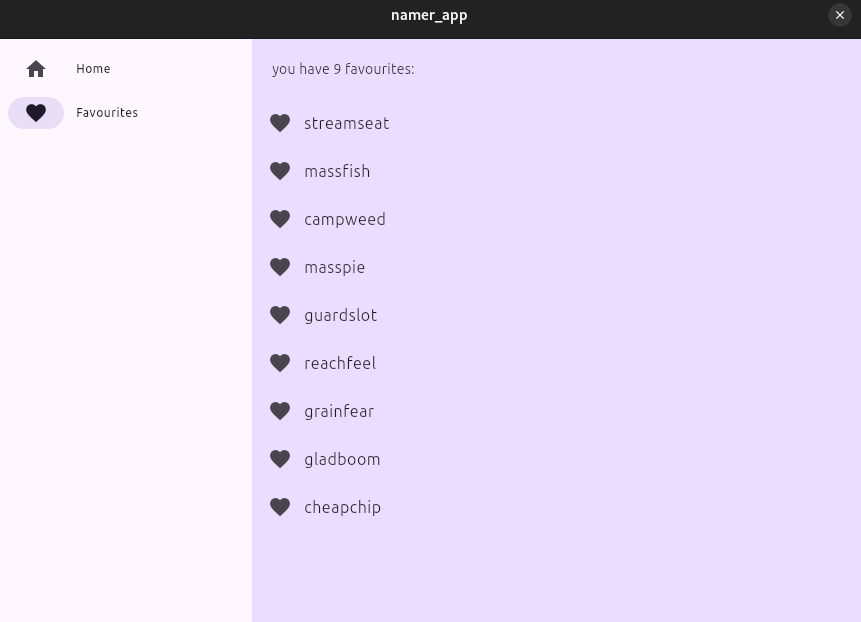 namer_app
Home
Favourites
you have 9 favourites:
streamseat
massfish
campweed
masspie
guardslot
reachfeel
grainfear
gladboom
cheapchip